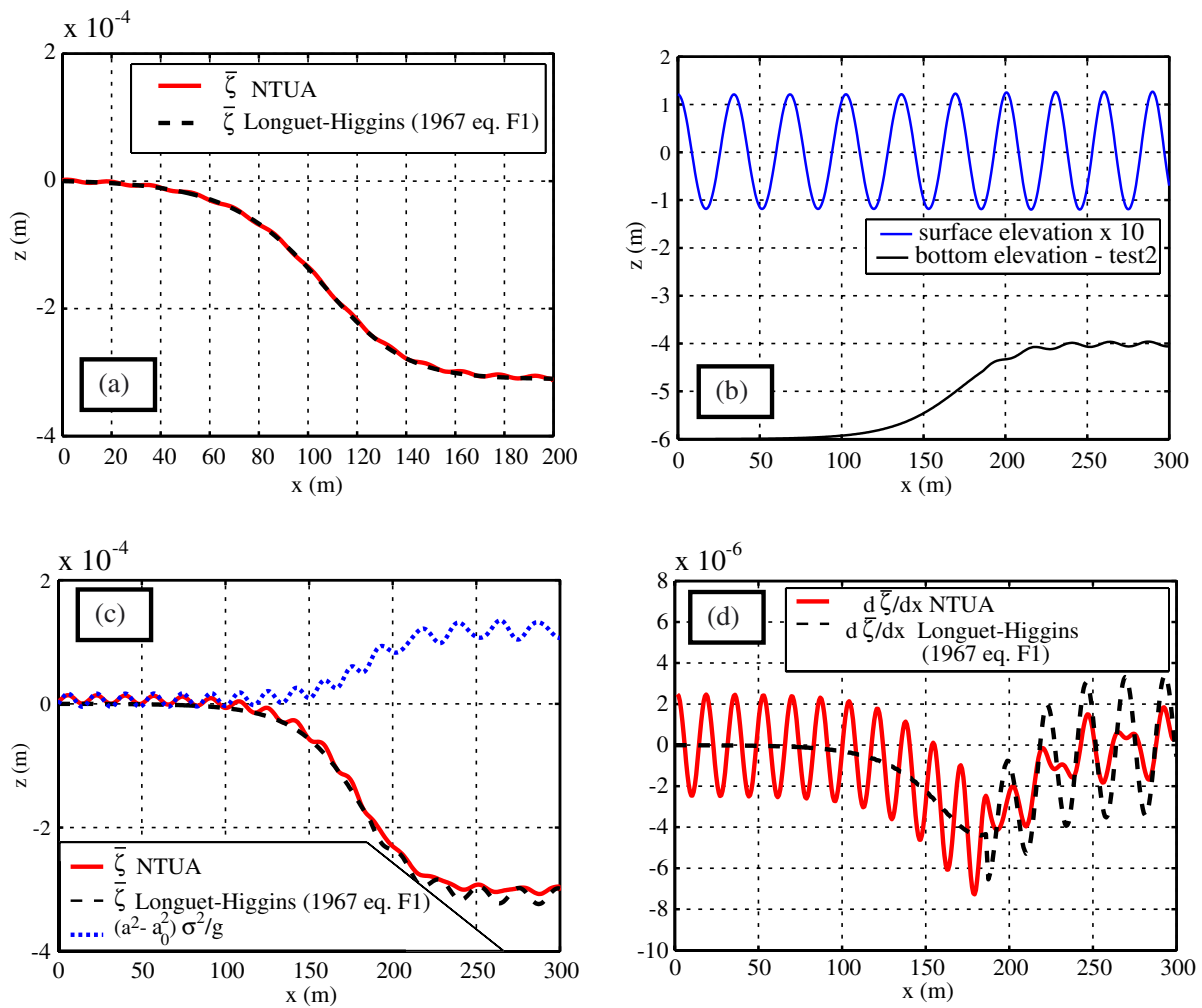 x 10-4
2
0
-2
-4
z (m)
ζ̄ NTUA
ζ̄ Longuet-Higgins (1967 eq. F1)
(a)
0 20 40 60 80 100 120 140 160 180 200
x (m)
2
1
0
-1
-2
-3
-4
-5
-6
z (m)
surface elevation x 10
bottom elevation - test2
(b)
0 50 100 150 200 250 300
x (m)
x 10-4
2
0
-2
-4
z (m)
(c)
ζ̄ NTUA
ζ̄ Longuet-Higgins (1967 eq. F1)
(a²- a₀²) σ²/g
0 50 100 150 200 250 300
x (m)
x 10-6
8
6
4
2
0
-2
-4
-6
-8
-10
(d)
d ζ̄/dx NTUA
d ζ̄/dx Longuet-Higgins
(1967 eq. F1)
0 50 100 150 200 250 300
x (m)